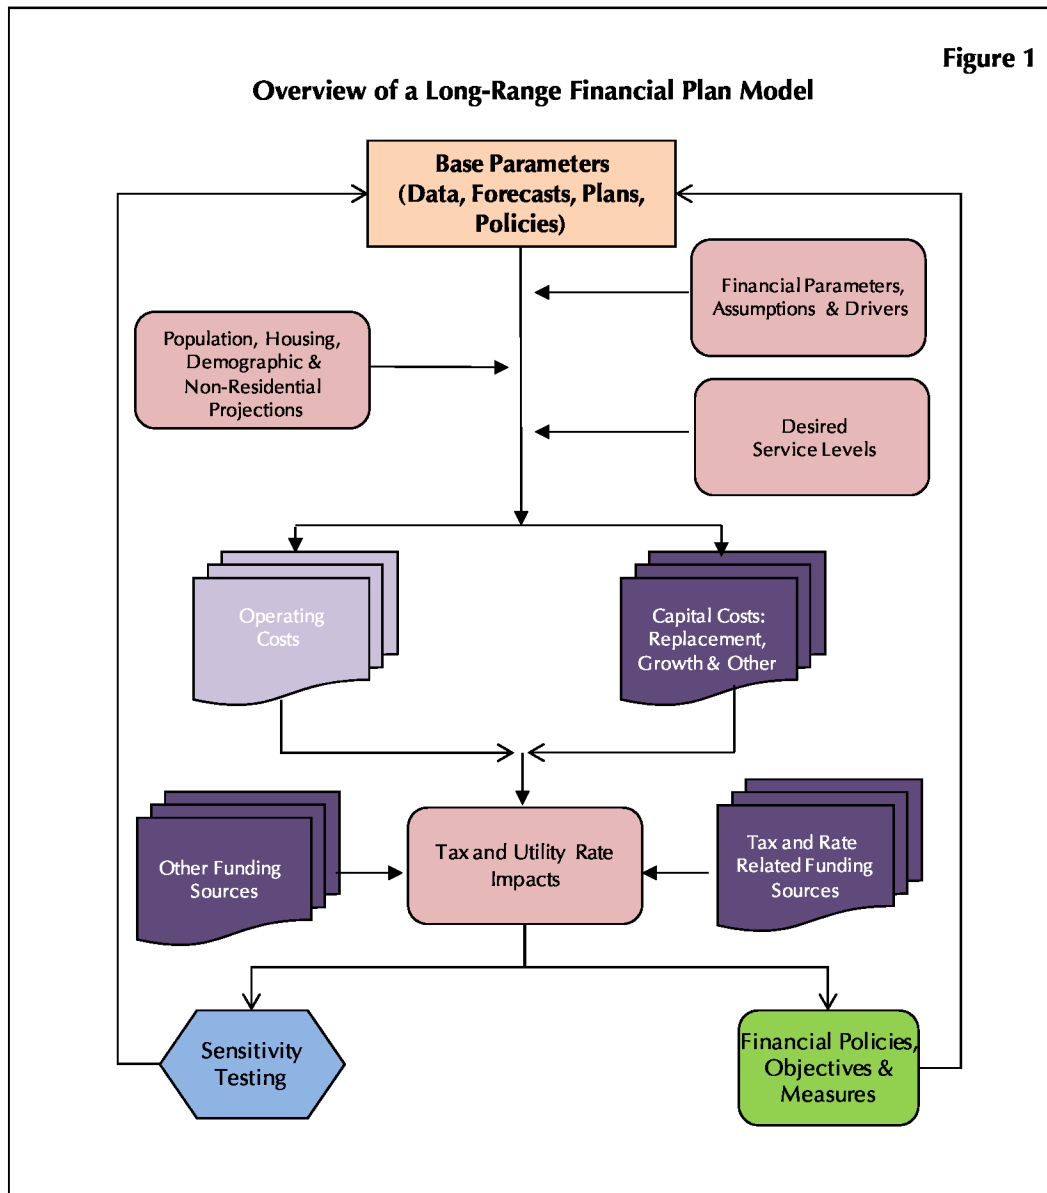 Figure 1
Overview of a Long-Range Financial Plan Model
Base Parameters
(Data, Forecasts, Plans,
Policies)
Financial Parameters,
Assumptions & Drivers
Population, Housing,
Demographic &
Non-Residential
Projections
Desired
Service Levels
Operating
Costs
Capital Costs:
Replacement,
Growth & Other
Other Funding
Sources
Tax and Utility Rate
Impacts
Tax and Rate
Related Funding
Sources
Sensitivity
Testing
Financial Policies,
Objectives &
Measures